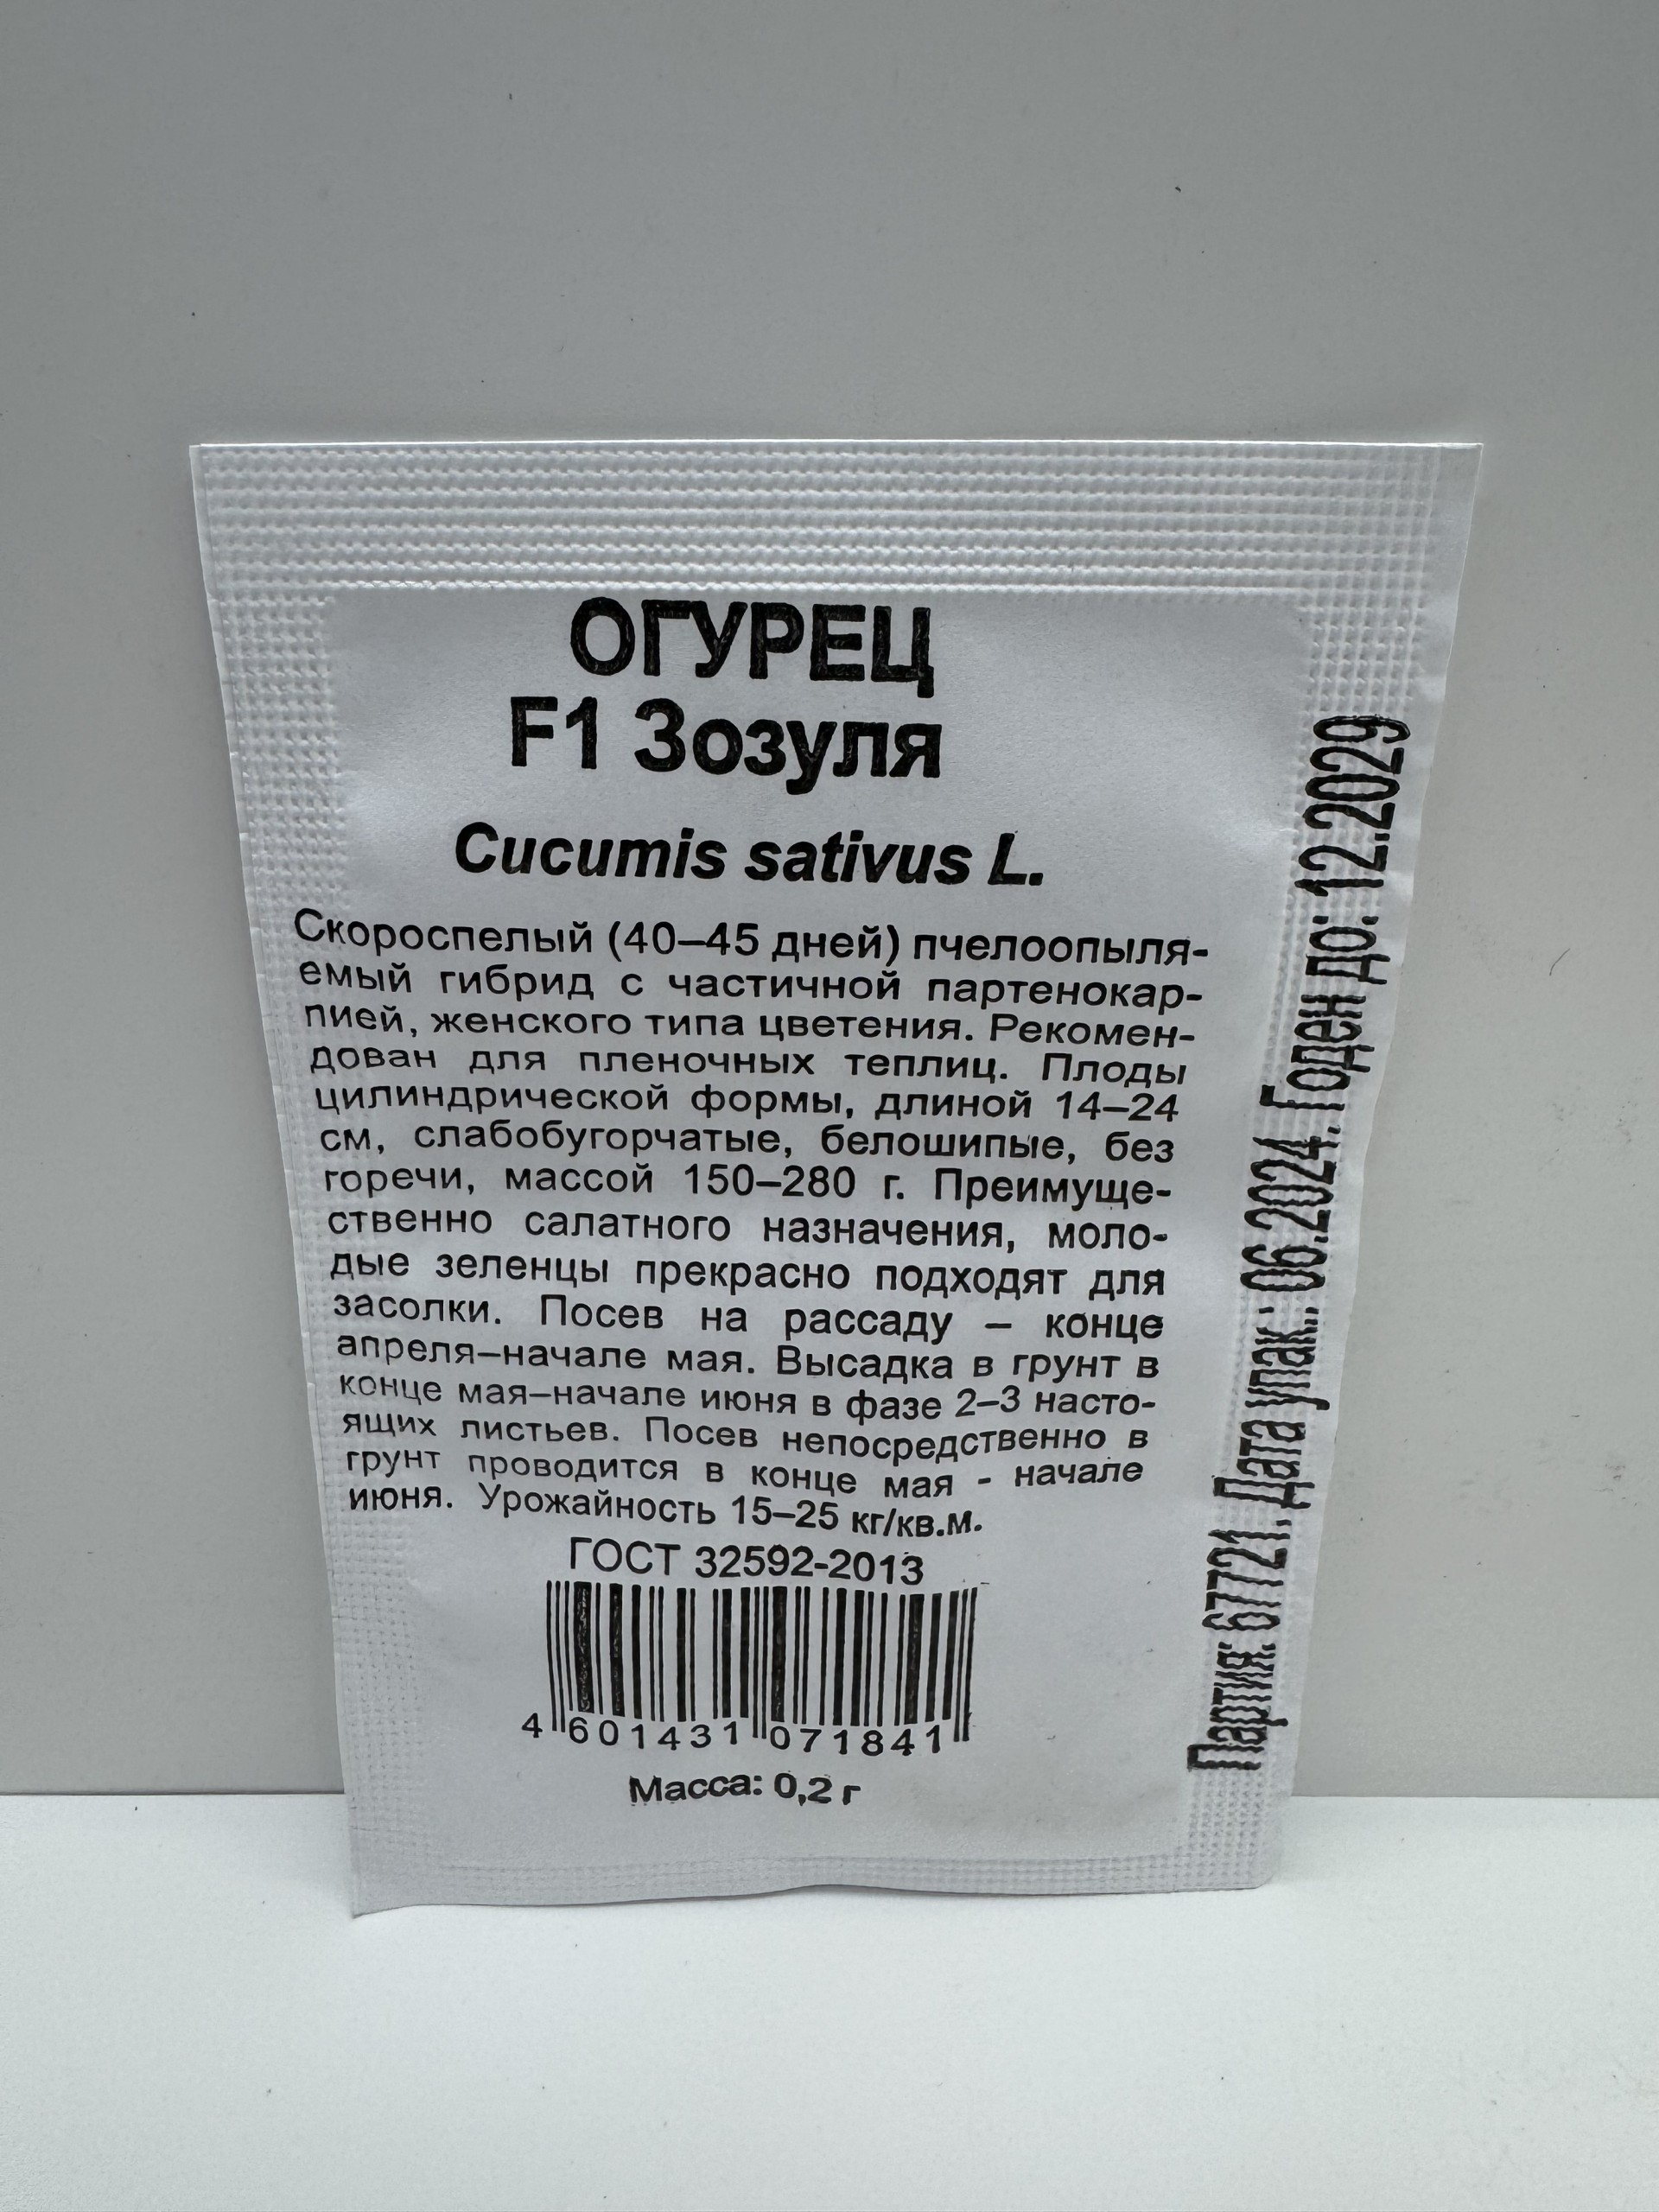 ОГУРЕЦ
F1 Зозуля
Cucumis sativus L.
Скороспелый (40–45 дней) пчелоопыля-
емый гибрид с частичной партенокар-
пией, женского типа цветения. Рекомен-
дован для пленочных теплиц. Плоды
цилиндрической формы, длиной 14–24
см, слабобугорчатые, белошипые, без
горечи, массой 150–280 г. Преимуще-
ственно салатного назначения, моло-
дые зеленцы прекрасно подходят для
засолки. Посев на рассаду – конце
апреля–начале мая. Высадка в грунт в
конце мая–начале июня в фазе 2–3 насто-
ящих листьев. Посев непосредственно в
грунт проводится в конце мая - начале
июня. Урожайность 15–25 кг/кв.м.
ГОСТ 32592-2013
4 601431 071841
Масса: 0,2 г
Партия: 67721. Дата упак.: 06.2024. Годен до: 12.2029